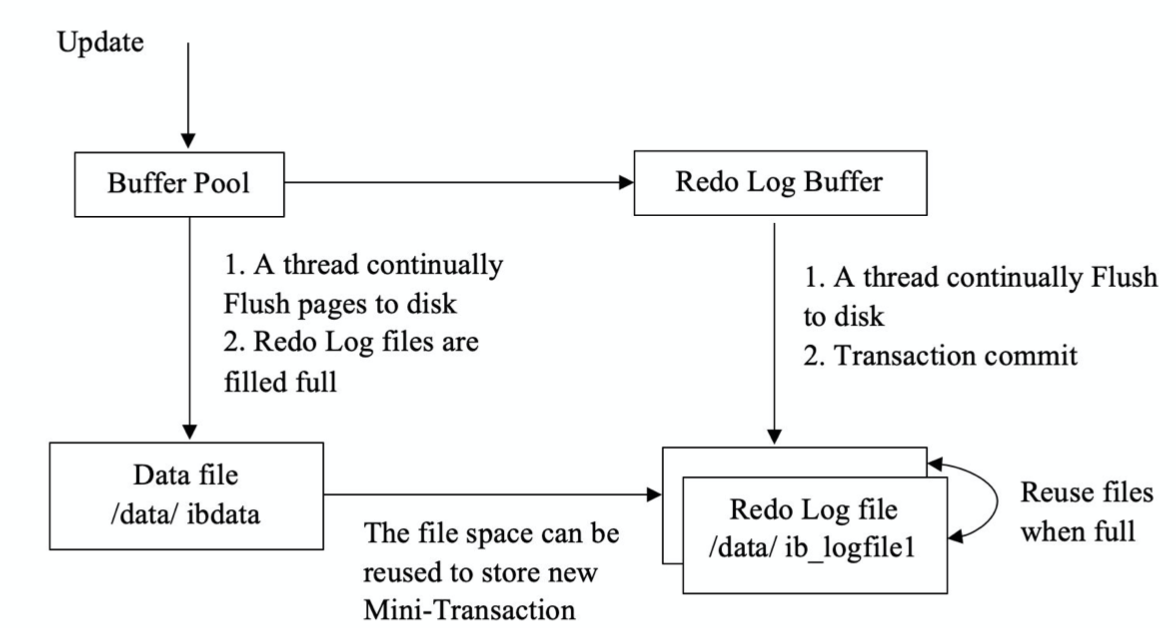 Update
Buffer Pool
Redo Log Buffer
1. A thread continually
Flush pages to disk
2. Redo Log files are
filled full
1. A thread continually Flush
to disk
2. Transaction commit
Data file
/data/ ibdata
The file space can be
reused to store new
Mini-Transaction
Redo Log file
/data/ ib_logfile1
Reuse files
when full